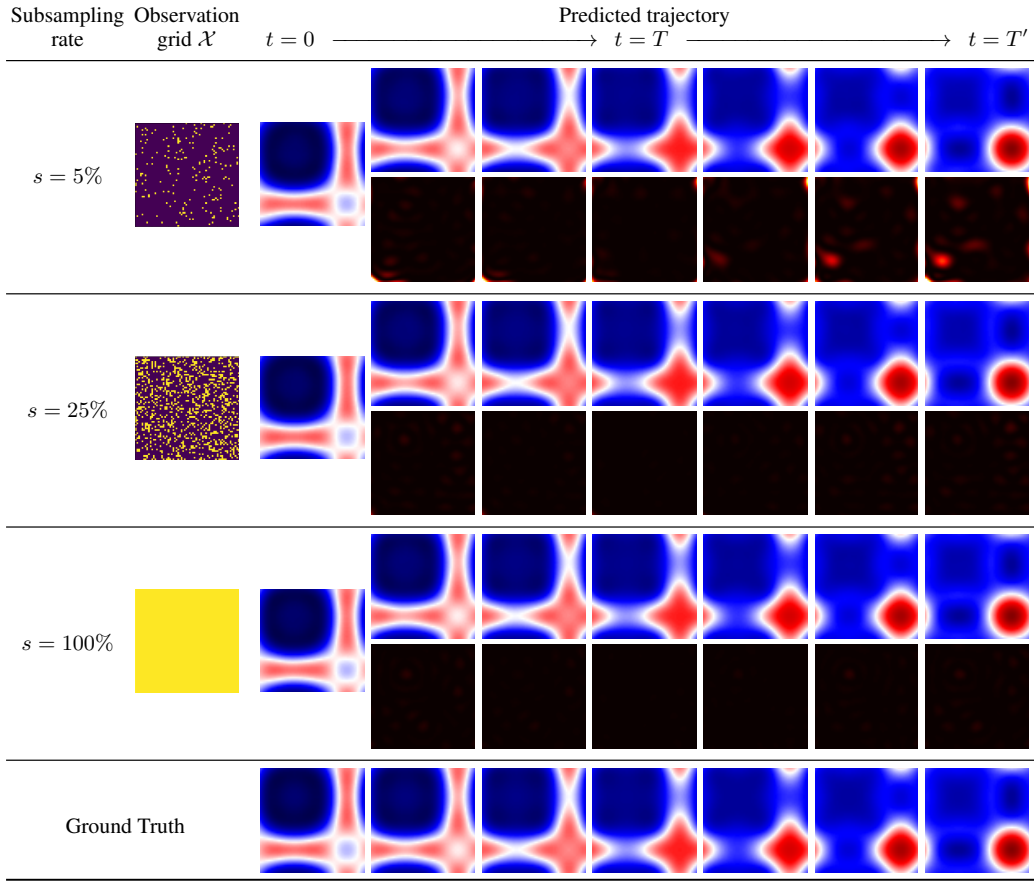 Subsampling rate
Observation grid 𝒳
Predicted trajectory
t = 0 ⟶ t = T ⟶ t = T′
s = 5%
s = 25%
s = 100%
Ground Truth